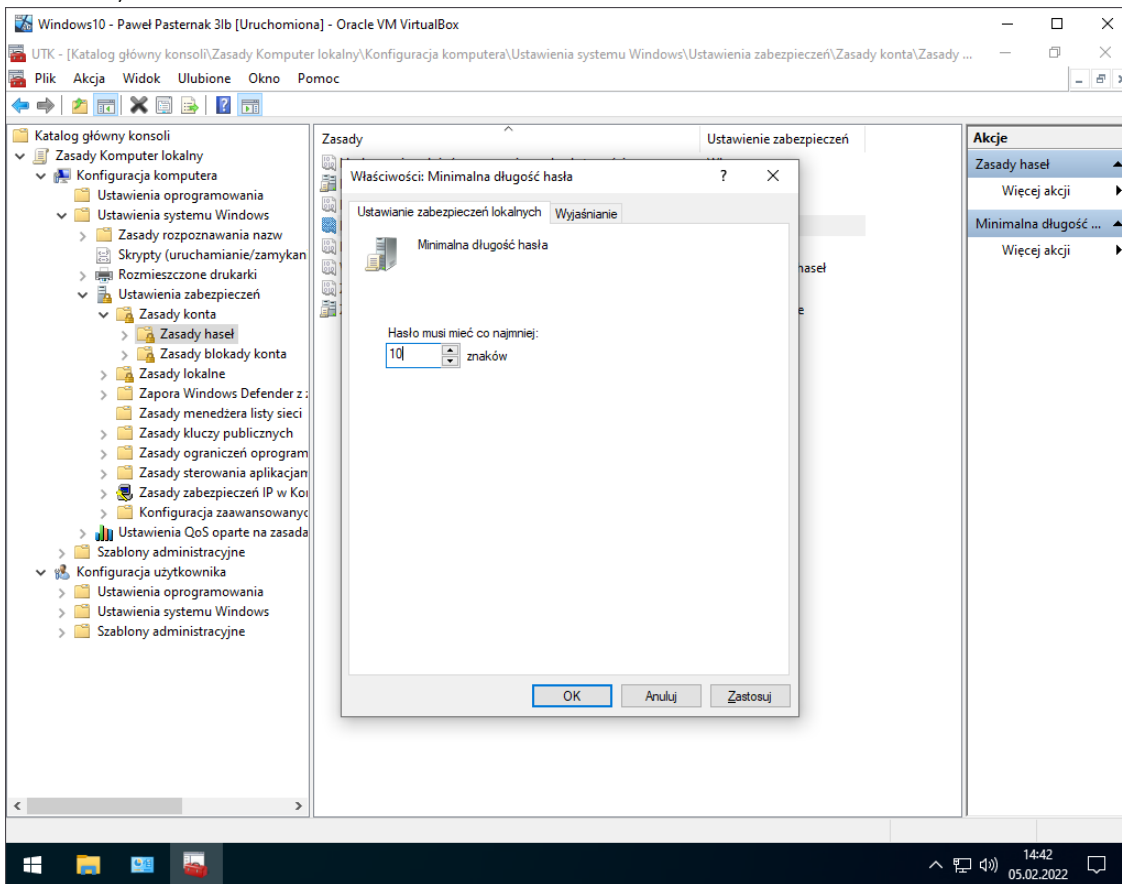 Windows10 - Paweł Pasternak 3lb [Uruchomiona] - Oracle VM VirtualBox
UTK - [Katalog główny konsoli\Zasady Komputer lokalny\Konfiguracja komputera\Ustawienia systemu Windows\Ustawienia zabezpieczeń\Zasady konta\Zasady ...
Plik Akcja Widok Ulubione Okno Pomoc
Katalog główny konsoli
Zasady Komputer lokalny
Konfiguracja komputera
Ustawienia oprogramowania
Ustawienia systemu Windows
Zasady rozpoznawania nazw
Skrypty (uruchamianie/zamykan
Rozmieszczone drukarki
Ustawienia zabezpieczeń
Zasady konta
Zasady haseł
Zasady blokady konta
Zasady lokalne
Zapora Windows Defender z
Zasady menedżera listy sieci
Zasady kluczy publicznych
Zasady ograniczeń oprogram
Zasady sterowania aplikacjam
Zasady zabezpieczeń IP w Kor
Konfiguracja zaawansowanyc
Ustawienia QoS oparte na zasada
Szablony administracyjne
Konfiguracja użytkownika
Ustawienia oprogramowania
Ustawienia systemu Windows
Szablony administracyjne
Zasady Ustawienie zabezpieczeń
haseł
e
Właściwości: Minimalna długość hasła ?
Ustawianie zabezpieczeń lokalnych Wyjaśnianie
Minimalna długość hasła
Hasło musi mieć co najmniej:
10 znaków
OK Anuluj Zastosuj
Akcje
Zasady haseł
Więcej akcji
Minimalna długość ...
Więcej akcji
14:42
05.02.2022